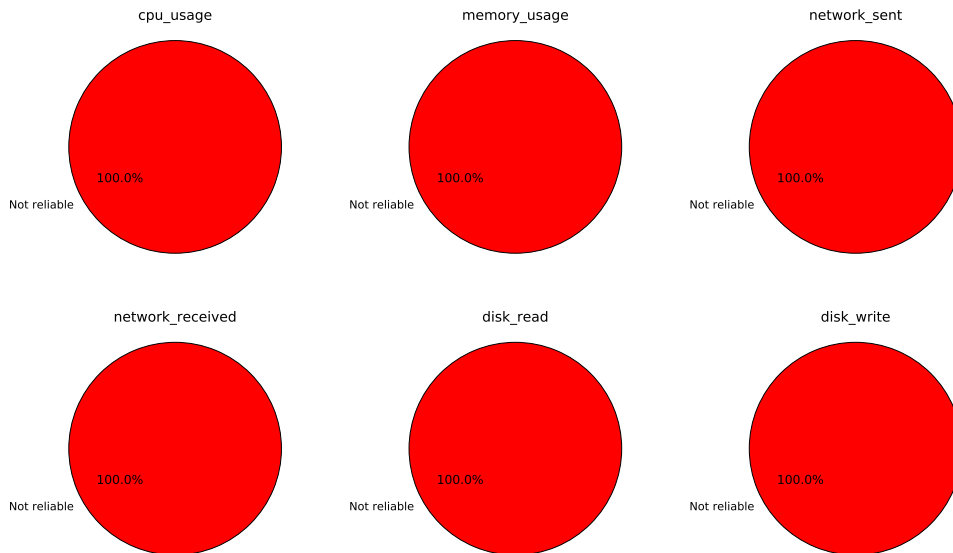 cpu_usage
memory_usage
network_sent
100.0%
100.0%
100.0%
Not reliable
Not reliable
Not reliable
network_received
disk_read
disk_write
100.0%
100.0%
100.0%
Not reliable
Not reliable
Not reliable